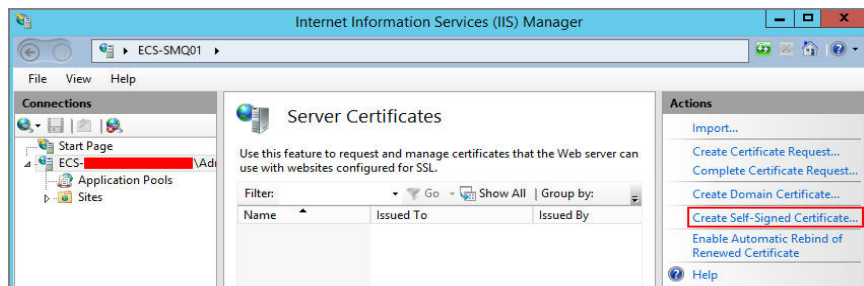 Internet Information Services (IIS) Manager
ECS-SMQ01
File View Help
Connections
Start Page
ECS- \Adı
Application Pools
Sites
Server Certificates
Use this feature to request and manage certificates that the Web server can
use with websites configured for SSL.
Filter: Go Show All Group by:
Name Issued To Issued By
Actions
Import...
Create Certificate Request...
Complete Certificate Request...
Create Domain Certificate...
Create Self-Signed Certificate...
Enable Automatic Rebind of
Renewed Certificate
Help